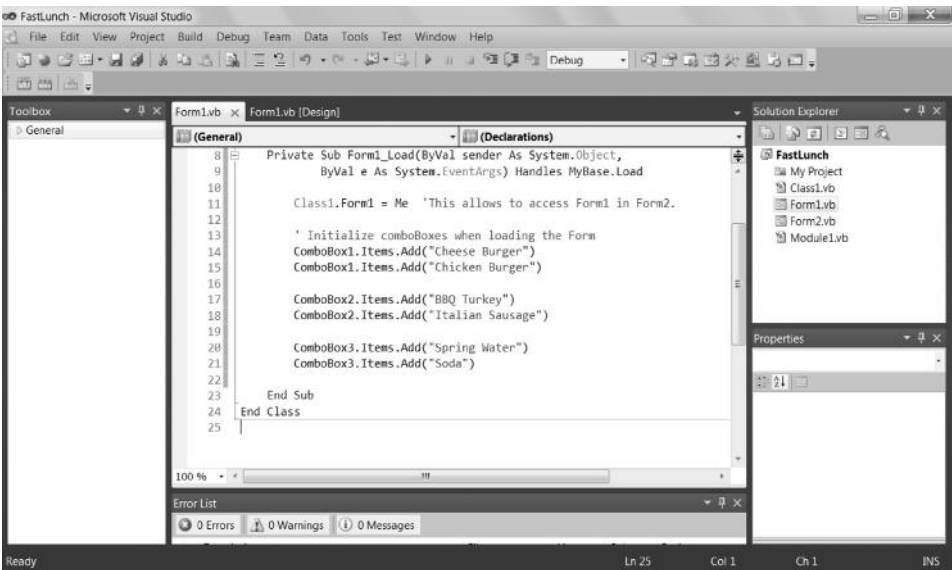 FastLunch - Microsoft Visual Studio
File Edit View Project Build Debug Team Data Tools Test Window Help
Debug
Toolbox
General
Form1.vb × Form1.vb [Design]
(General) (Declarations)
8 Private Sub Form1_Load(ByVal sender As System.Object,
9 ByVal e As System.EventArgs) Handles MyBase.Load
10
11 Class1.Form1 = Me 'This allows to access Form1 in Form2.
12
13 ' Initialize comboBoxes when loading the Form
14 ComboBox1.Items.Add("Cheese Burger")
15 ComboBox1.Items.Add("Chicken Burger")
16
17 ComboBox2.Items.Add("BBQ Turkey")
18 ComboBox2.Items.Add("Italian Sausage")
19
20 ComboBox3.Items.Add("Spring Water")
21 ComboBox3.Items.Add("Soda")
22
23 End Sub
24 End Class
25
100 %
Error List
0 Errors 0 Warnings 0 Messages
Solution Explorer
FastLunch
My Project
Class1.vb
Form1.vb
Form2.vb
Module1.vb
Properties
Ready Ln 25 Col 1 Ch 1 INS